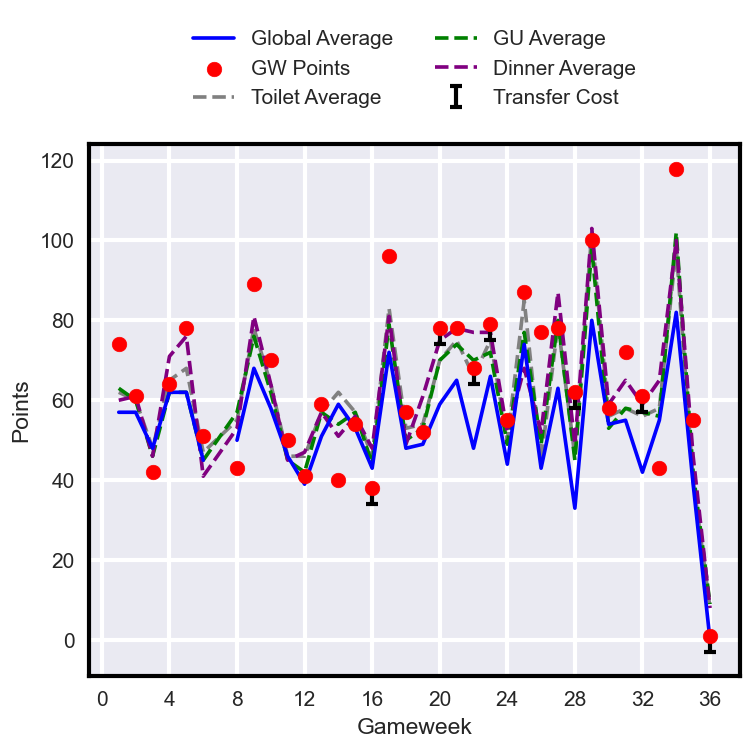 Global Average
GW Points
Toilet Average
GU Average
Dinner Average
Transfer Cost
Points
120
100
80
60
40
20
0
0 4 8 12 16 20 24 28 32 36
Gameweek